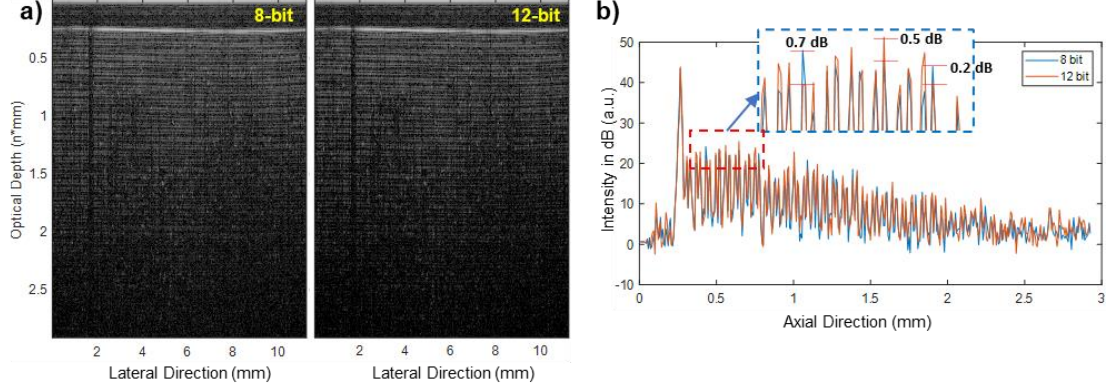 a)
8-bit
12-bit
0.5
1
1.5
2
2.5
Optical Depth (n*mm)
2 4 6 8 10
2 4 6 8 10
Lateral Direction (mm)
Lateral Direction (mm)
b)
50
40
30
20
10
0
-10
Intensity in dB (a.u.)
0.7 dB
0.5 dB
0.2 dB
8 bit
12 bit
0 0.5 1 1.5 2 2.5 3
Axial Direction (mm)